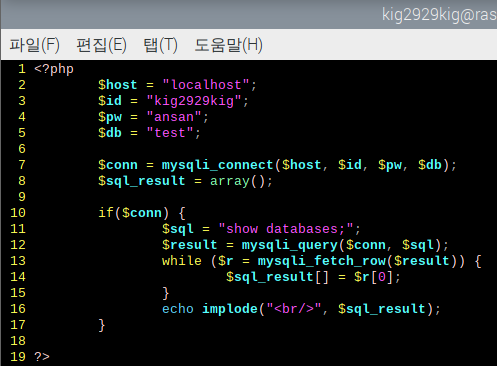 kig2929kig@ras
파일(F) 편집(E) 탭(T) 도움말(H)
1 <?php
2 $host = "localhost";
3 $id = "kig2929kig";
4 $pw = "ansan";
5 $db = "test";
6
7 $conn = mysqli_connect($host, $id, $pw, $db);
8 $sql_result = array();
9
10 if($conn) {
11 $sql = "show databases;";
12 $result = mysqli_query($conn, $sql);
13 while ($r = mysqli_fetch_row($result)) {
14 $sql_result[] = $r[0];
15 }
16 echo implode("<br/>", $sql_result);
17 }
18
19 ?>